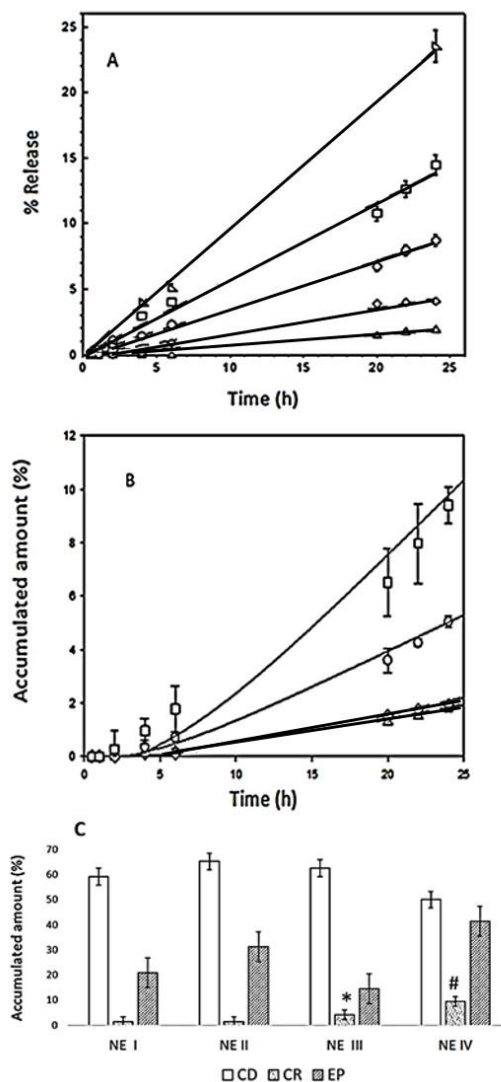 A
% Release
25
20
15
10
5
0
0 5 10 15 20 25
Time (h)
B
Accumulated amount (%)
12
10
8
6
4
2
0
0 5 10 15 20 25
Time (h)
C
Accumulated amount (%)
70
60
50
40
30
20
10
0
* #
NE I NE II NE III NE IV
CD CR EP